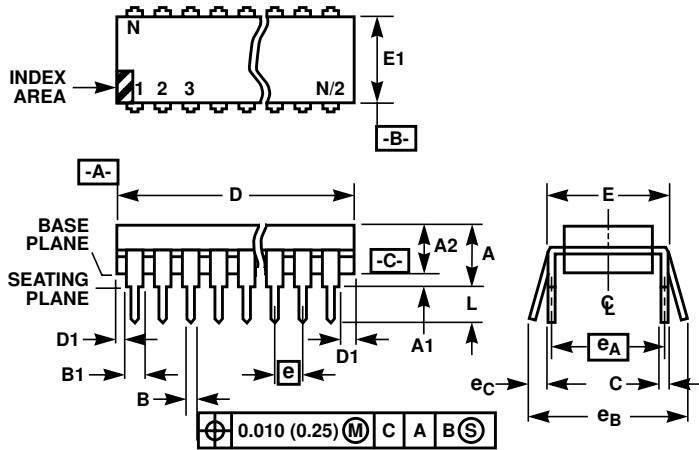 N
E1
INDEX
AREA
1 2 3 N/2
-B-
-A-
D
E
BASE
PLANE
A2
A
-C-
SEATING
PLANE
L
℄
D1
A1
D1
eA
B1
e
eC
C
B
eB
⌖ 0.010 (0.25) Ⓜ C A B Ⓢ